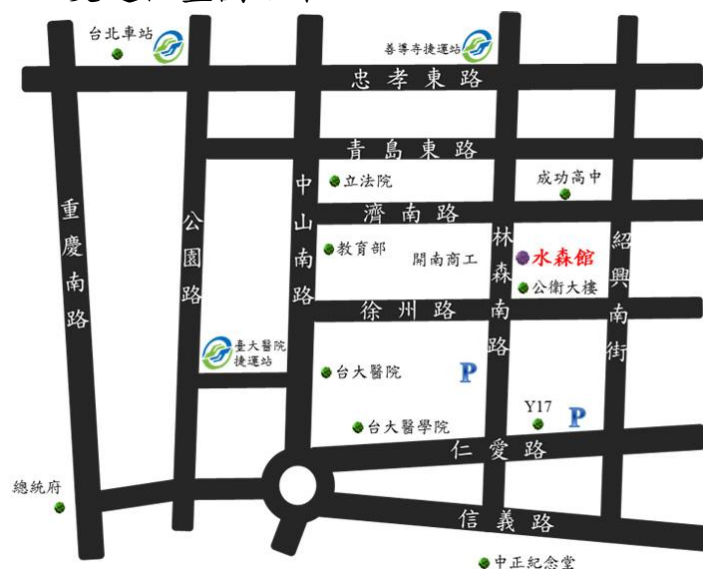 台北車站
善導寺捷運站
忠孝東路
青島東路
立法院
成功高中
中山南路
濟南路
重慶南路
公園路
教育部
開南商工
林森南路
水森館
紹興南街
公衛大樓
徐州路
臺大醫院
捷運站
台大醫院
P
Y17
P
台大醫學院
仁愛路
總統府
信義路
中正紀念堂